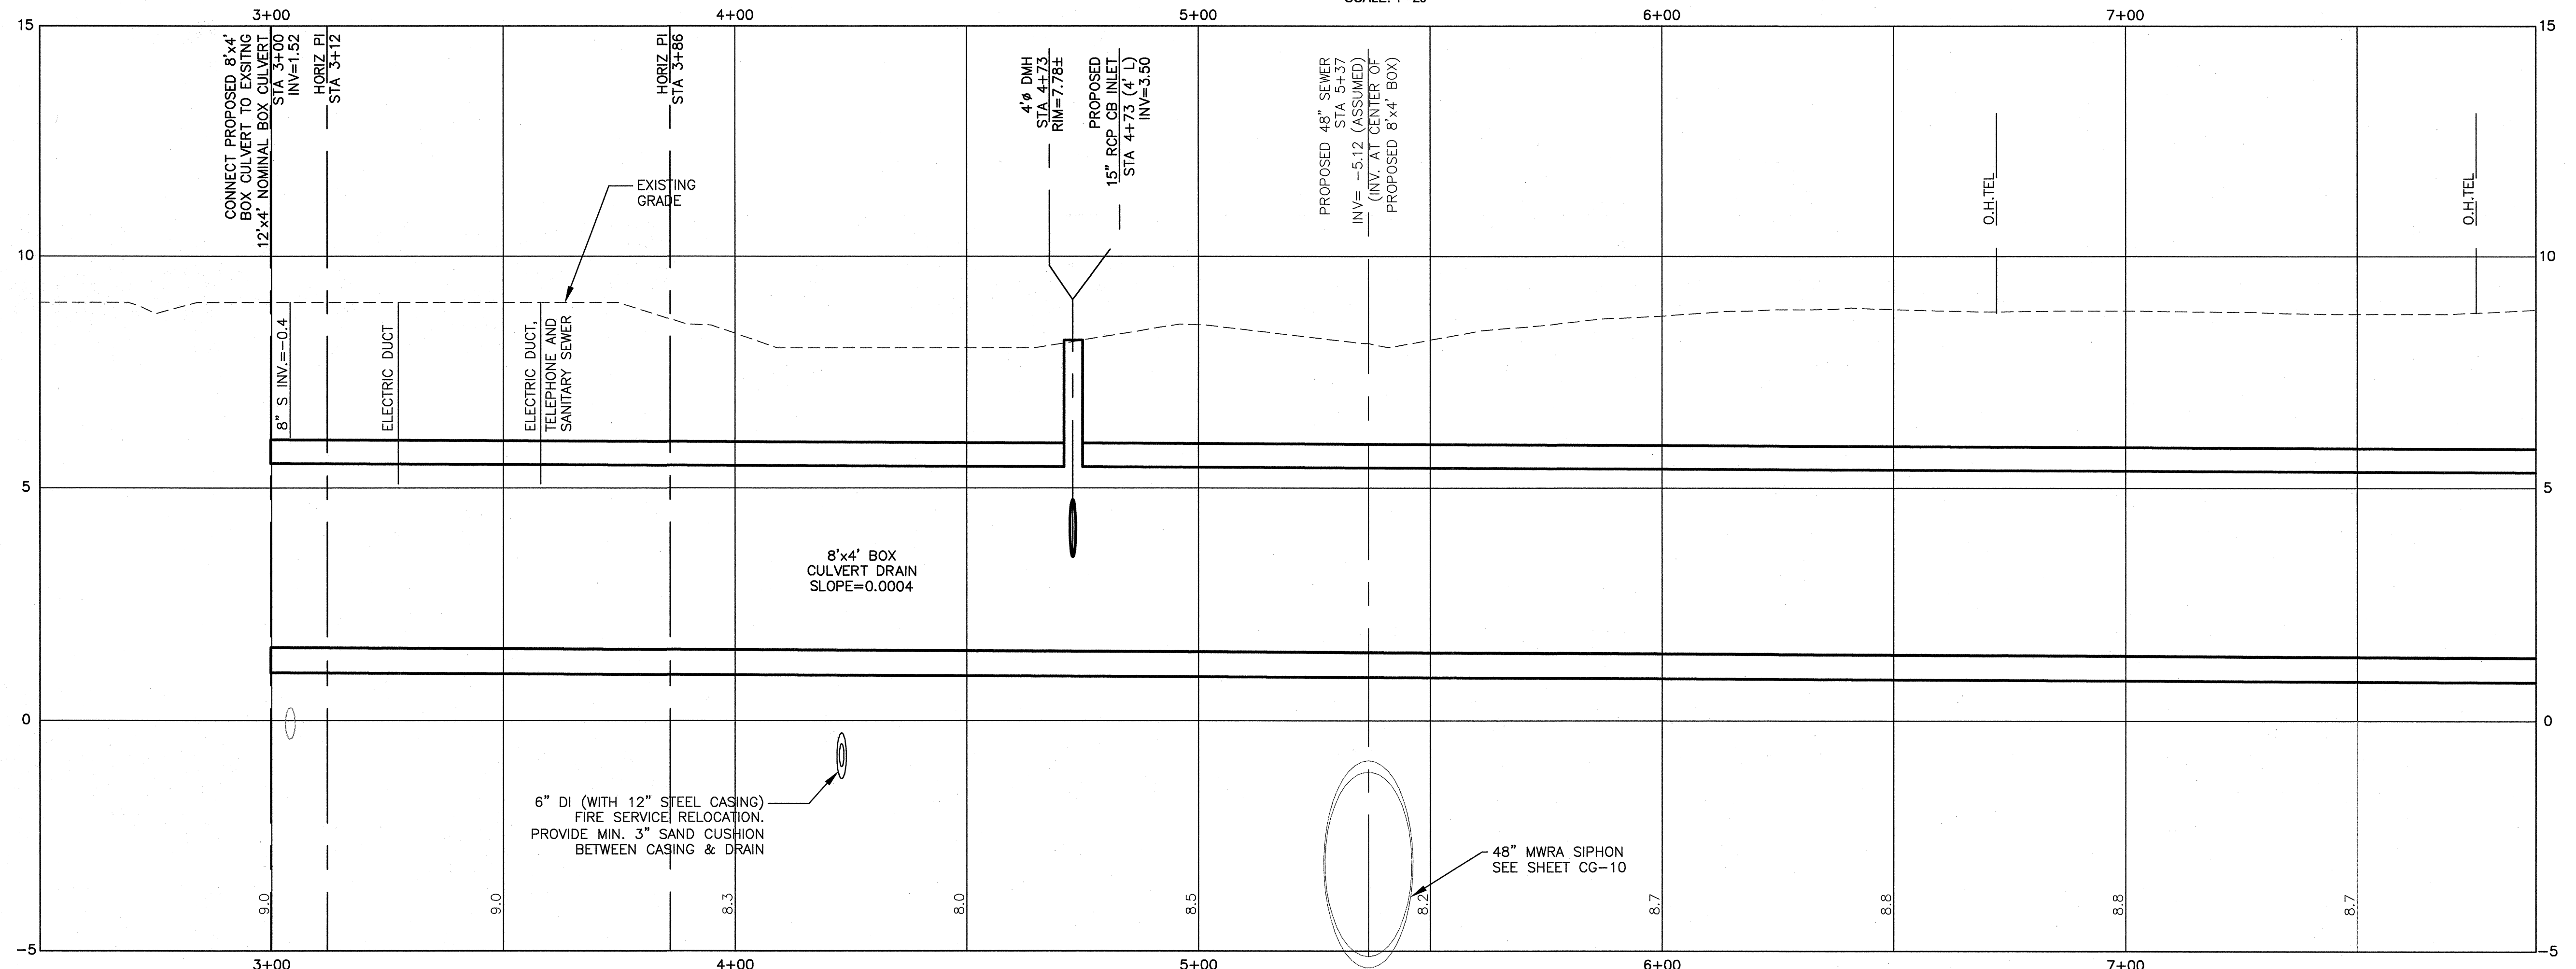 3+00
4+00
5+00
6+00
7+00
15
15
CONNECT PROPOSED 8'x4'
BOX CULVERT TO EXSITNG
12'x4' NOMINAL BOX CULVERT
STA 3+00
INV=1.52
HORIZ PI
STA 3+12
HORIZ PI
STA 3+86
4'ø DMH
STA 4+73
RIM=7.78±
PROPOSED
15" RCP CB INLET
STA 4+73 (4' L)
INV=3.50
PROPOSED 48" SEWER
STA 5+37
INV= -5.12 (ASSUMED)
(INV. AT CENTER OF
PROPOSED 8'x4' BOX)
O.H.TEL
O.H.TEL
EXISTING
GRADE
10
10
8" S INV.=-0.4
ELECTRIC DUCT
ELECTRIC DUCT,
TELEPHONE AND
SANITARY SEWER
5
5
8'x4' BOX
CULVERT DRAIN
SLOPE=0.0004
0
0
6" DI (WITH 12" STEEL CASING)
FIRE SERVICE RELOCATION.
PROVIDE MIN. 3" SAND CUSHION
BETWEEN CASING & DRAIN
48" MWRA SIPHON
SEE SHEET CG-10
9.0
9.0
8.3
8.0
8.5
8.2
8.7
8.8
8.8
8.7
-5
-5
3+00
4+00
5+00
6+00
7+00